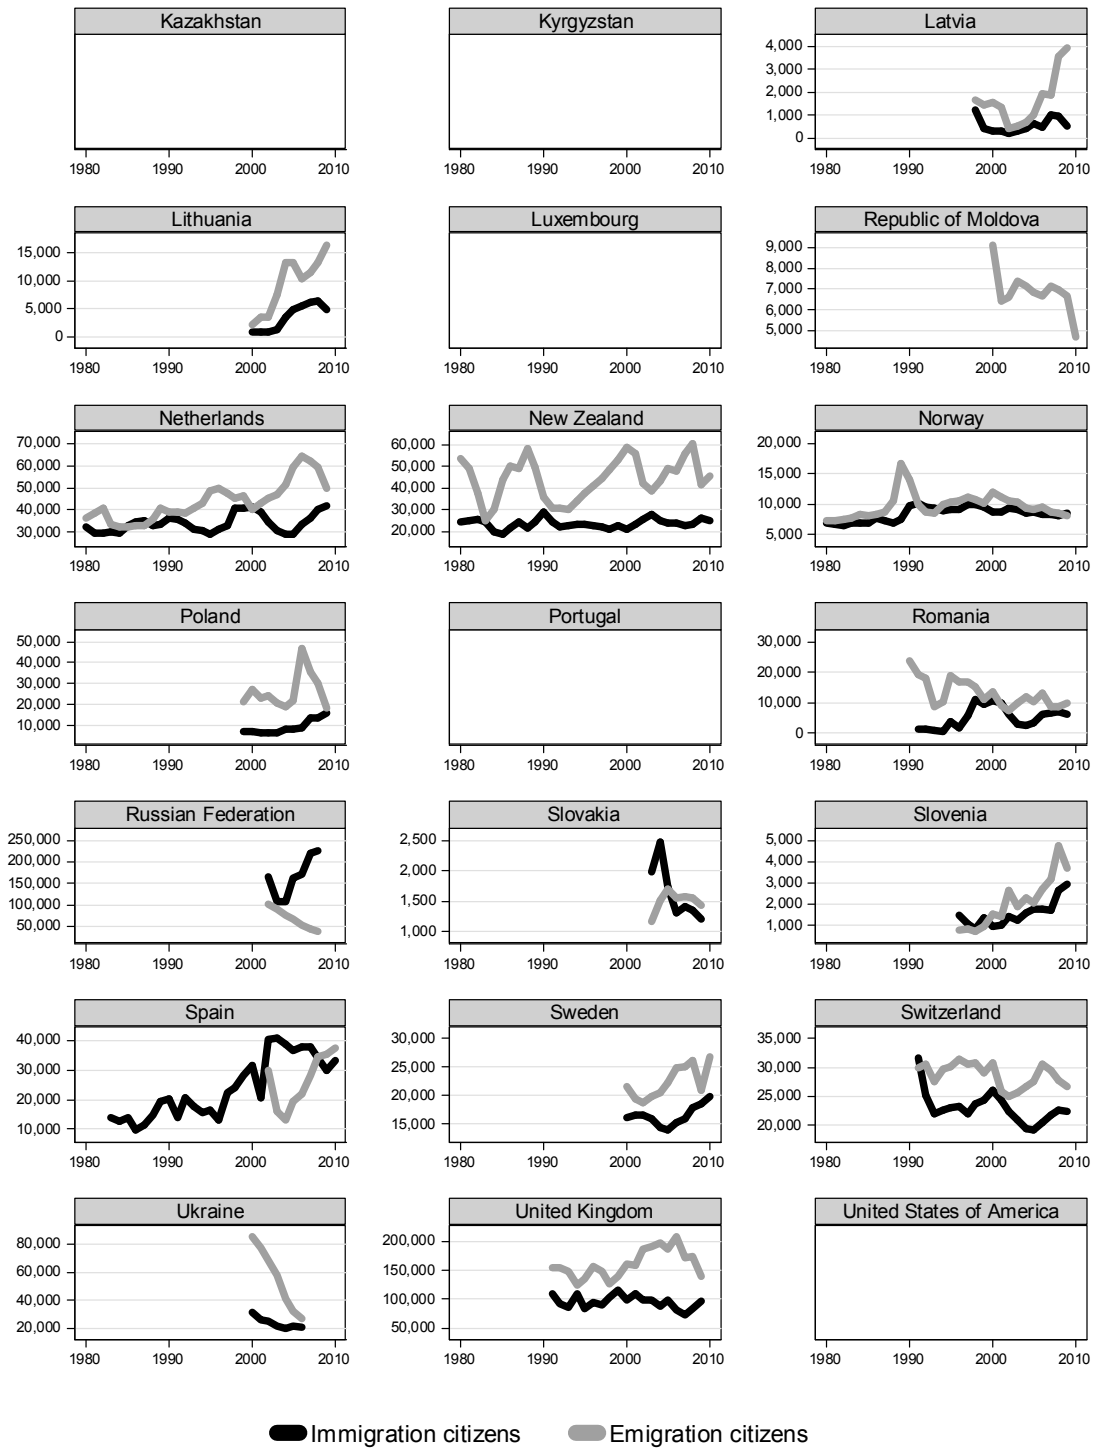 Kazakhstan Kyrgyzstan Latvia
4,000
3,000
2,000
1,000
0
1980 1990 2000 2010 1980 1990 2000 2010 1980 1990 2000 2010
Lithuania Luxembourg Republic of Moldova
15,000 9,000
10,000 8,000
5,000 7,000
0 6,000
5,000
1980 1990 2000 2010 1980 1990 2000 2010 1980 1990 2000 2010
Netherlands New Zealand Norway
70,000 60,000 20,000
60,000 50,000 15,000
50,000 40,000 10,000
40,000 30,000 5,000
30,000 20,000
1980 1990 2000 2010 1980 1990 2000 2010 1980 1990 2000 2010
Poland Portugal Romania
50,000 30,000
40,000 20,000
30,000 10,000
20,000 0
10,000
1980 1990 2000 2010 1980 1990 2000 2010 1980 1990 2000 2010
Russian Federation Slovakia Slovenia
250,000 2,500 5,000
200,000 2,000 4,000
150,000 1,500 3,000
100,000 1,000 2,000
50,000 1,000
1980 1990 2000 2010 1980 1990 2000 2010 1980 1990 2000 2010
Spain Sweden Switzerland
40,000 30,000 35,000
30,000 25,000 30,000
20,000 20,000 25,000
10,000 15,000 20,000
1980 1990 2000 2010 1980 1990 2000 2010 1980 1990 2000 2010
Ukraine United Kingdom United States of America
80,000 200,000
60,000 150,000
40,000 100,000
20,000 50,000
1980 1990 2000 2010 1980 1990 2000 2010 1980 1990 2000 2010
Immigration citizens Emigration citizens